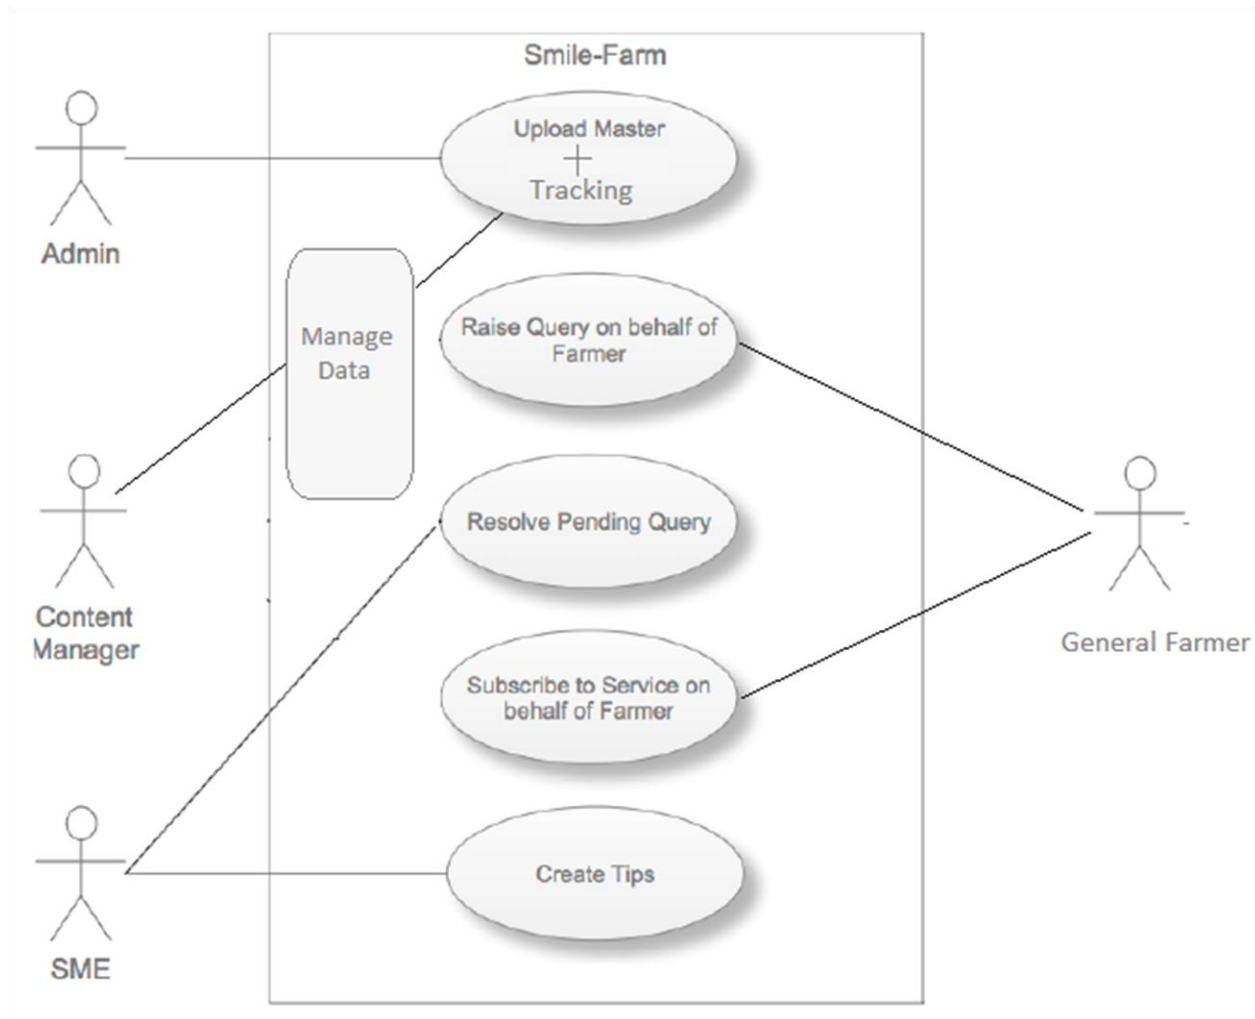 Smile-Farm
Upload Master
+
Tracking
Admin
Manage
Data
Raise Query on behalf of
Farmer
Content
Manager
Resolve Pending Query
General Farmer
Subscribe to Service on
behalf of Farmer
Create Tips
SME